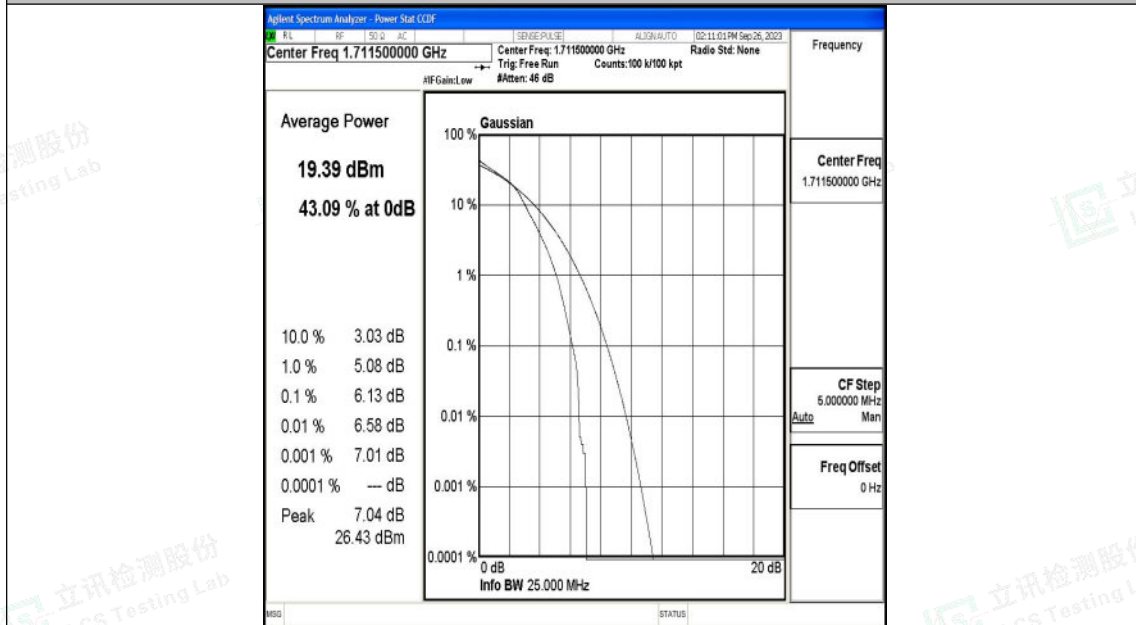 Agilent Spectrum Analyzer - Power Stat CCDF
RL RF 50 Ω AC SENSE:PULSE ALIGNAUTO 02:11:01 PM Sep 26, 2023
Center Freq 1.711500000 GHz
Center Freq: 1.711500000 GHz Radio Std: None
Trig: Free Run Counts:100 k/100 kpt
#IFGain:Low #Atten: 46 dB
Frequency
Average Power
19.39 dBm
43.09 % at 0dB
10.0 % 3.03 dB
1.0 % 5.08 dB
0.1 % 6.13 dB
0.01 % 6.58 dB
0.001 % 7.01 dB
0.0001 % --- dB
Peak 7.04 dB
26.43 dBm
Gaussian
100 %
10 %
1 %
0.1 %
0.01 %
0.001 %
0.0001 %
0 dB 20 dB
Info BW 25.000 MHz
Center Freq
1.711500000 GHz
CF Step
5.000000 MHz
Auto Man
Freq Offset
0 Hz
MSG STATUS
立讯检测股份
LCS Testing Lab